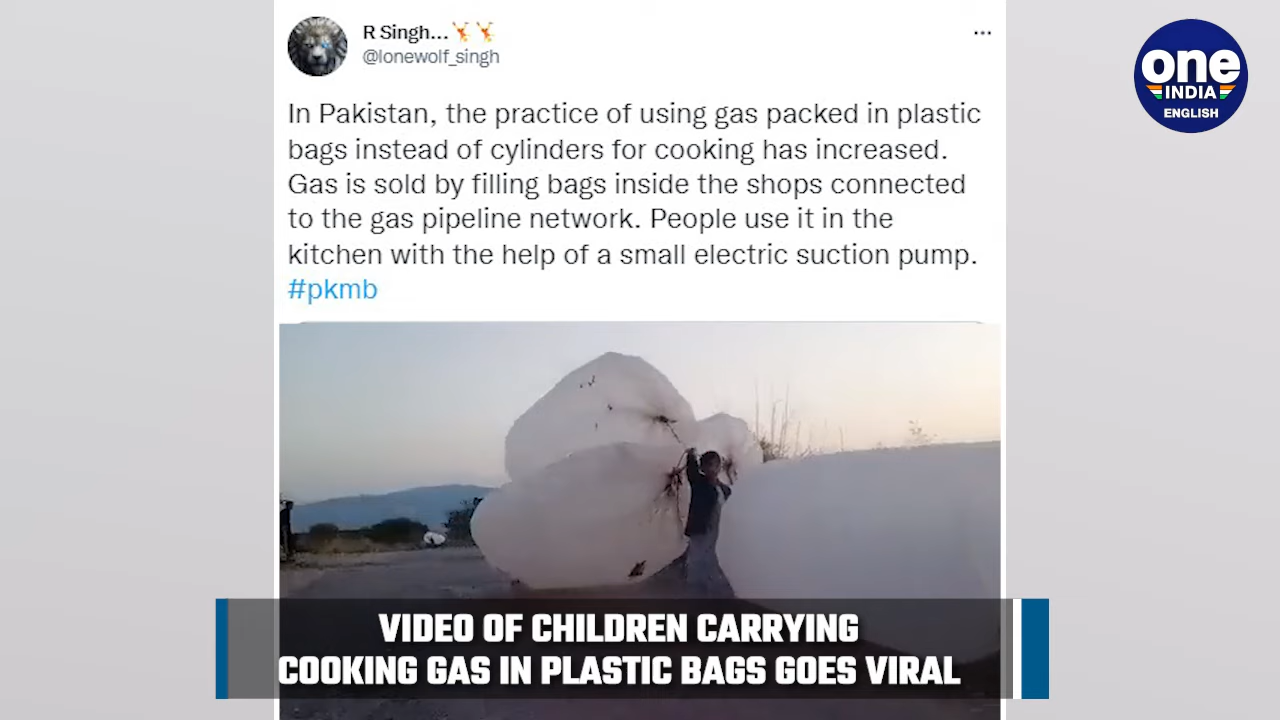 R Singh...
@lonewolf_singh
...
one
INDIA
ENGLISH
In Pakistan, the practice of using gas packed in plastic
bags instead of cylinders for cooking has increased.
Gas is sold by filling bags inside the shops connected
to the gas pipeline network. People use it in the
kitchen with the help of a small electric suction pump.
#pkmb
VIDEO OF CHILDREN CARRYING
COOKING GAS IN PLASTIC BAGS GOES VIRAL